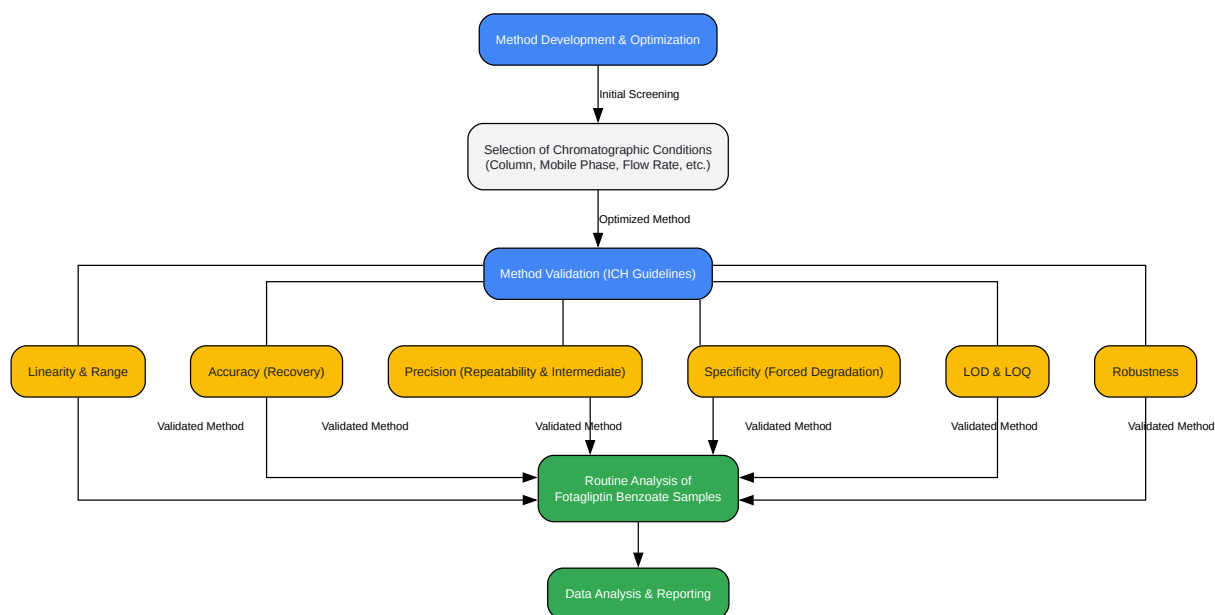 Method Development & Optimization
Initial Screening
Selection of Chromatographic Conditions
(Column, Mobile Phase, Flow Rate, etc.)
Optimized Method
Method Validation (ICH Guidelines)
Linearity & Range
Accuracy (Recovery)
Precision (Repeatability & Intermediate)
Specificity (Forced Degradation)
LOD & LOQ
Robustness
Validated Method
Validated Method
Validated Method
Validated Method
Validated Method
Validated Method
Routine Analysis of
Fotagliptin Benzoate Samples
Data Analysis & Reporting